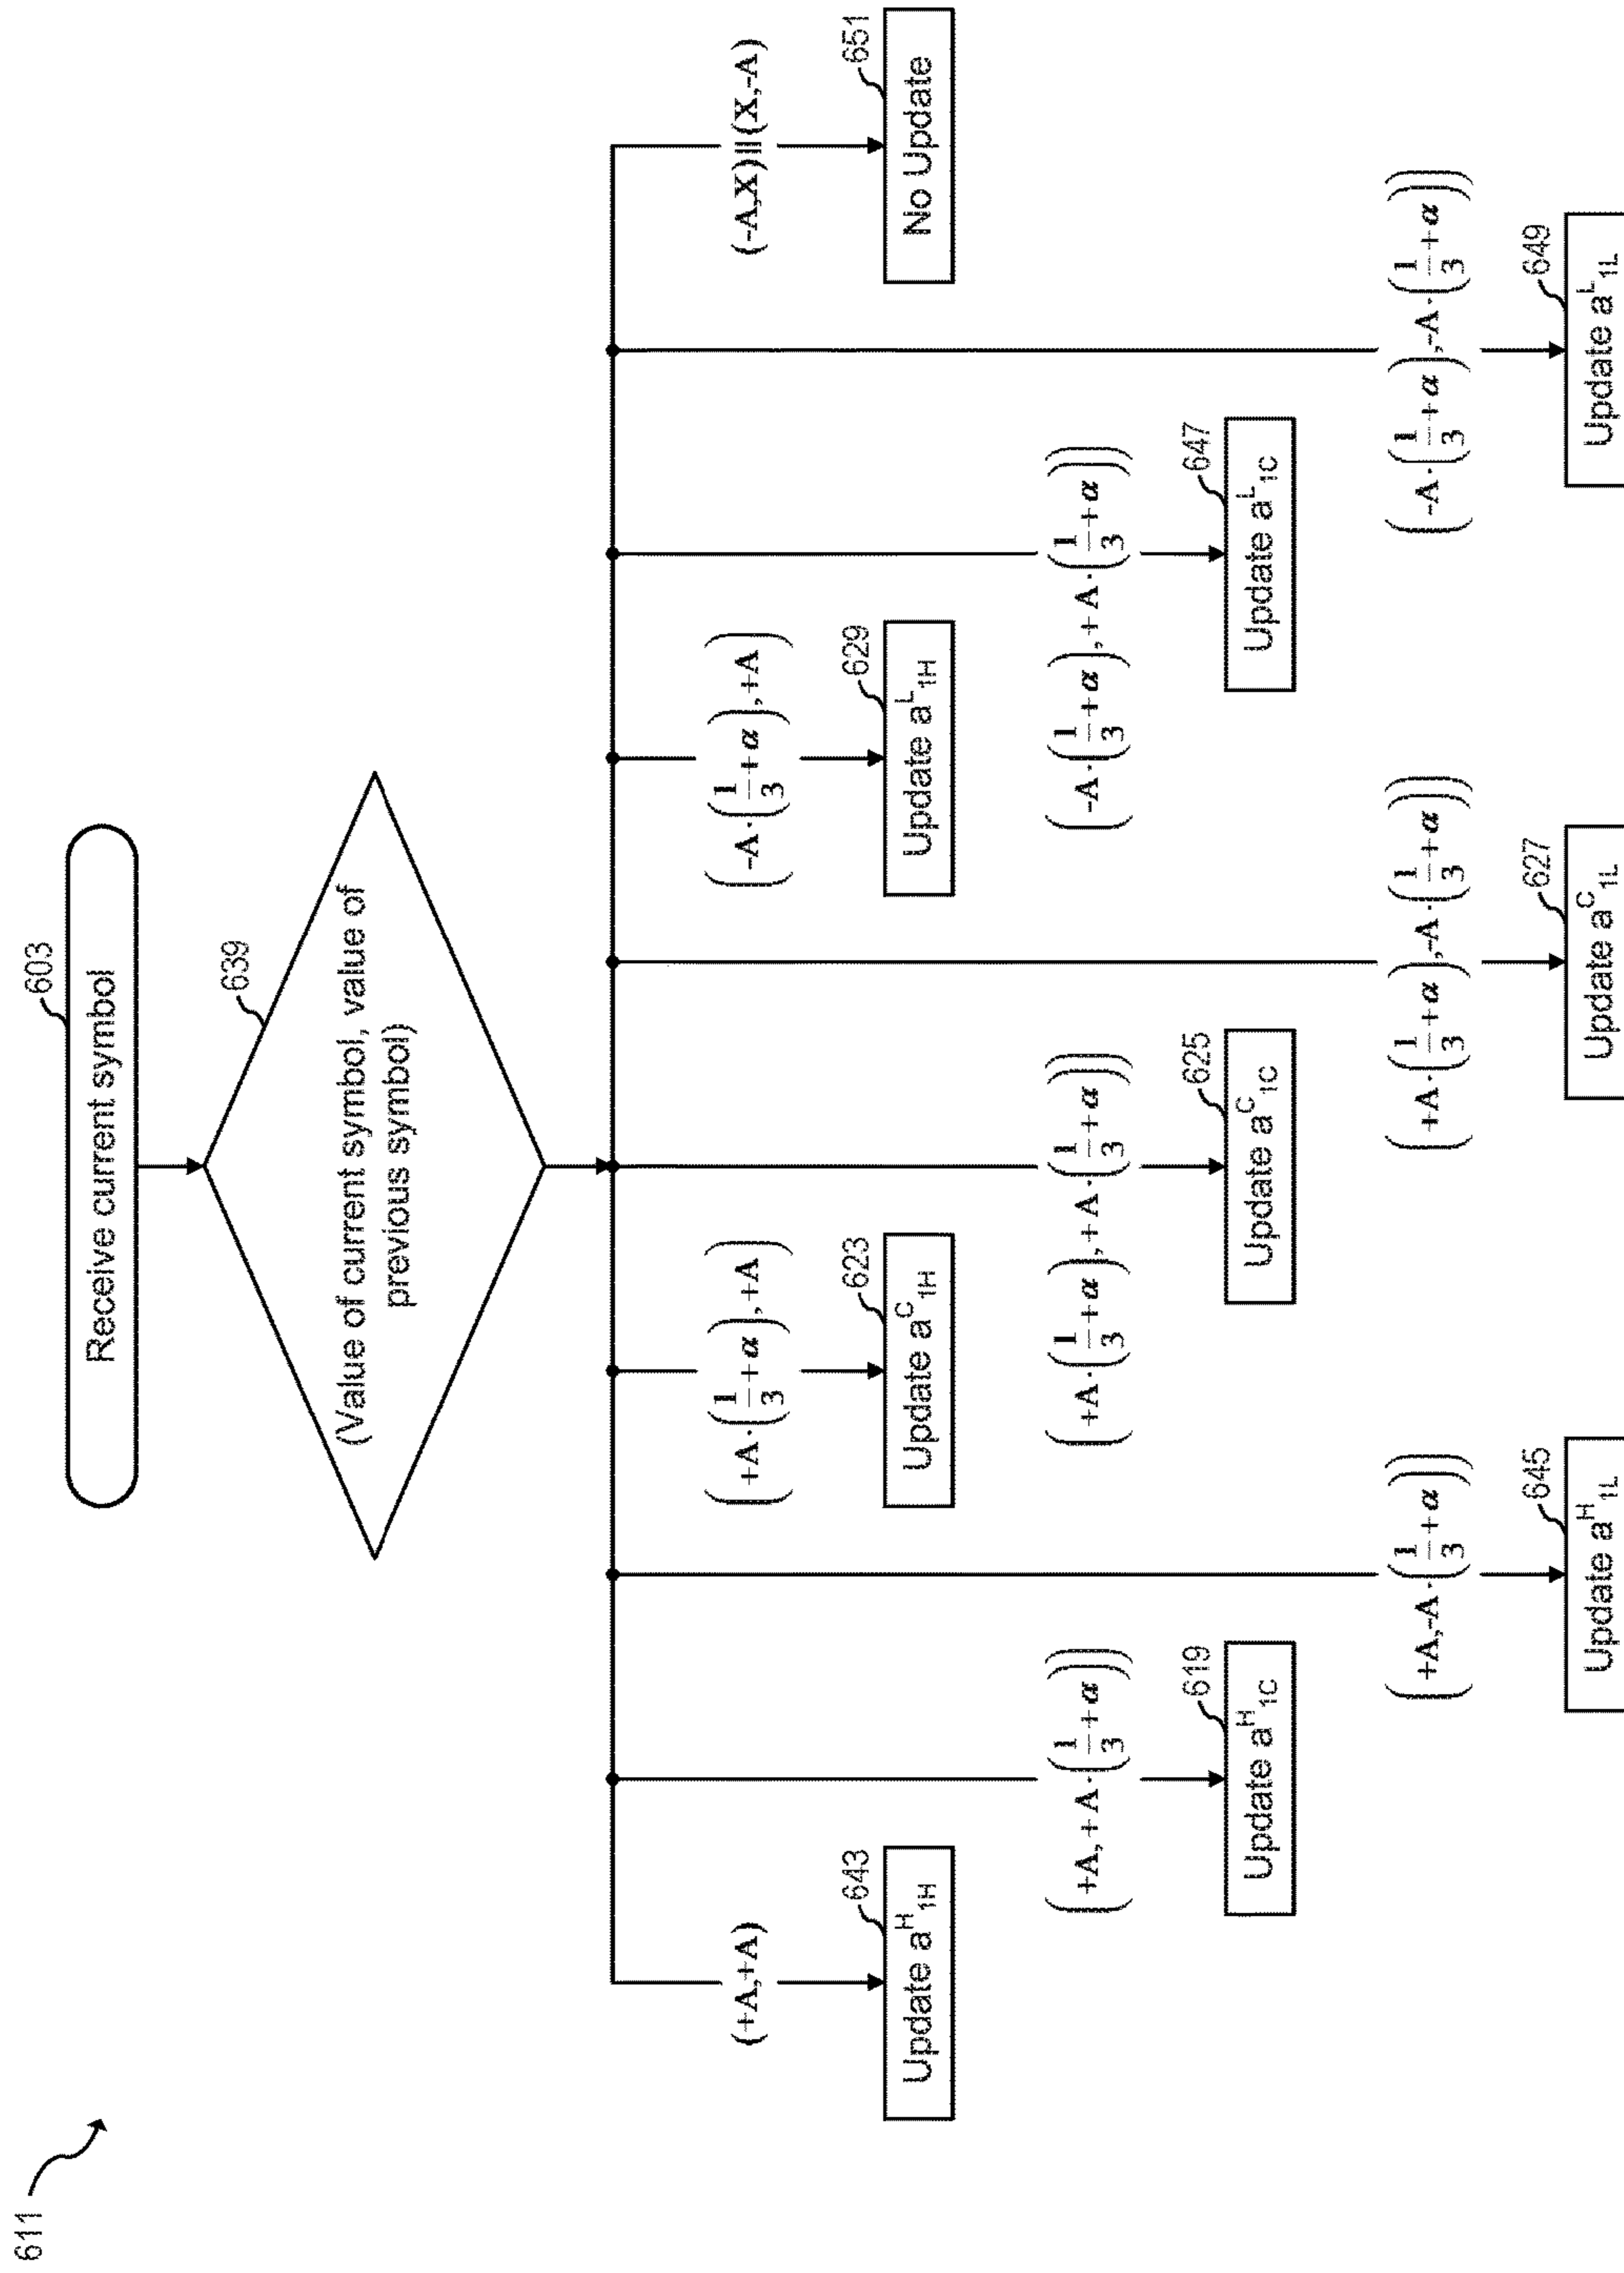 611
603
Receive current symbol
639
(Value of current symbol, value of
previous symbol)
(+A,+A)
643
Update a^H_1H
(+A,+A·(1/3+α))
619
Update a^H_1C
(+A,-A·(1/3+α))
645
Update a^H_1L
(+A·(1/3+α),+A)
623
Update a^C_1H
(+A·(1/3+α),+A·(1/3+α))
625
Update a^C_1C
(+A·(1/3+α),-A·(1/3+α))
627
Update a^C_1L
(-A·(1/3+α),+A)
629
Update a^L_1H
(-A·(1/3+α),+A·(1/3+α))
647
Update a^L_1C
(-A·(1/3+α),-A·(1/3+α))
649
Update a^L_1L
(-A,X)||(X,-A)
651
No Update